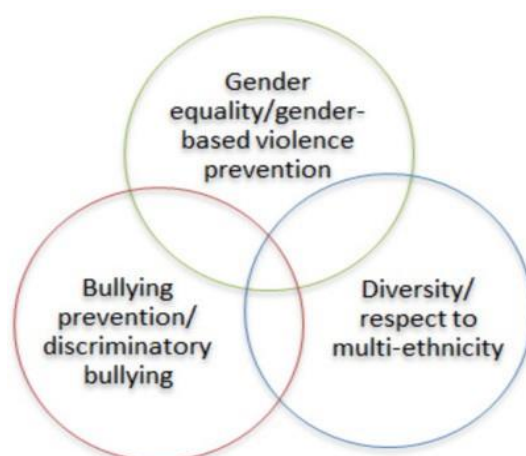 Gender
equality/gender-
based violence
prevention
Bullying
prevention/
discriminatory
bullying
Diversity/
respect to
multi-ethnicity